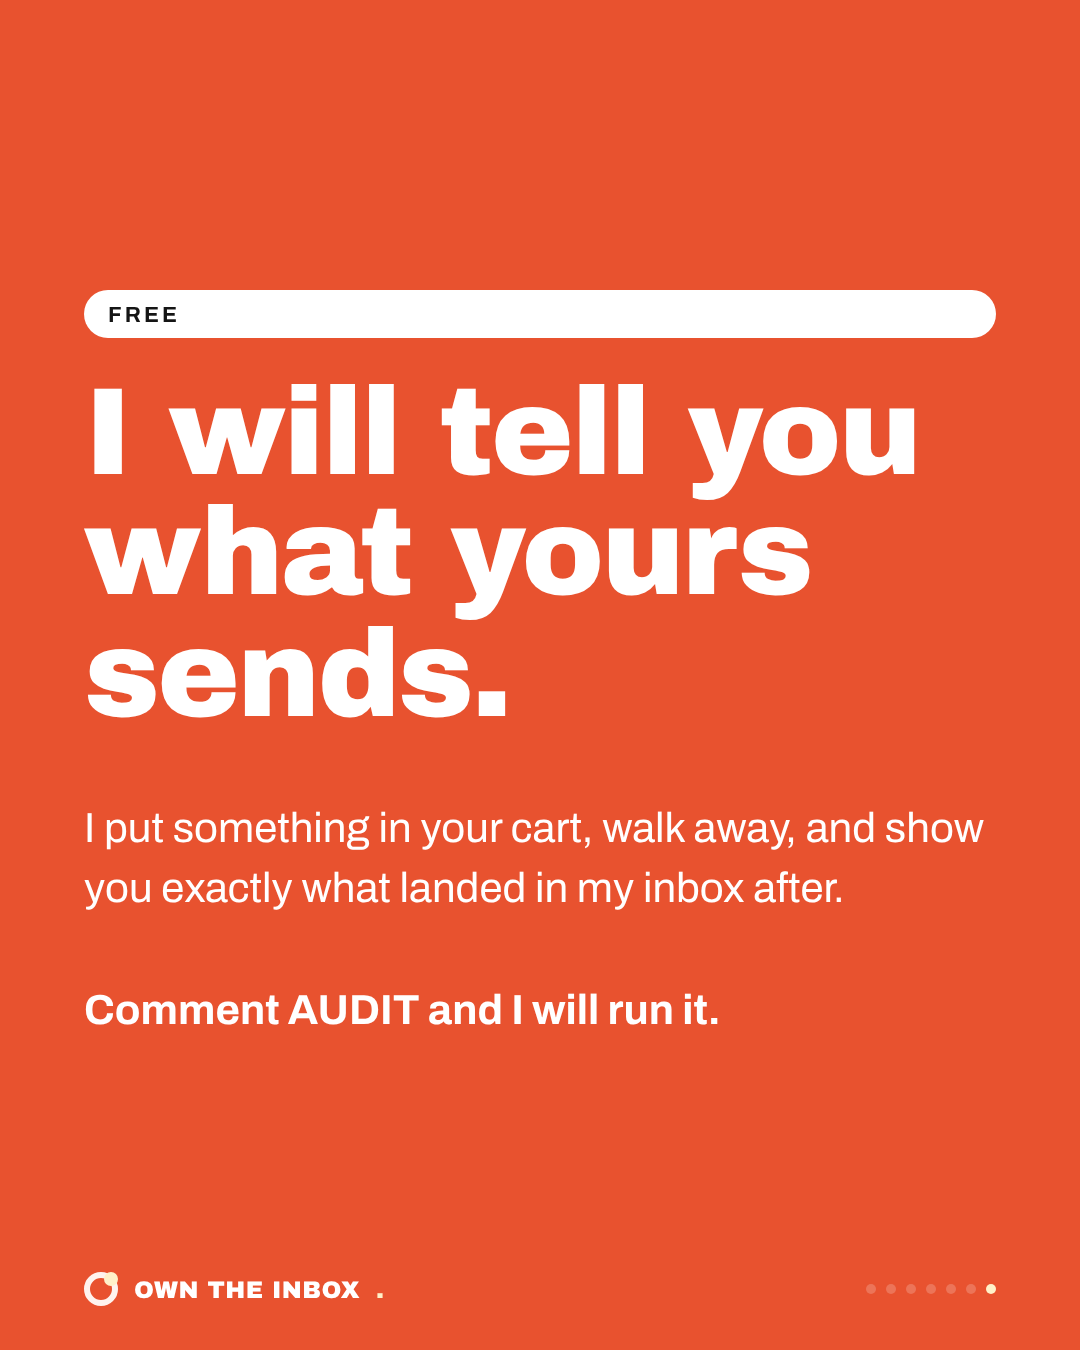 FREE
I will tell you
what yours
sends.
I put something in your cart, walk away, and show
you exactly what landed in my inbox after.
Comment AUDIT and I will run it.
OWN THE INBOX .